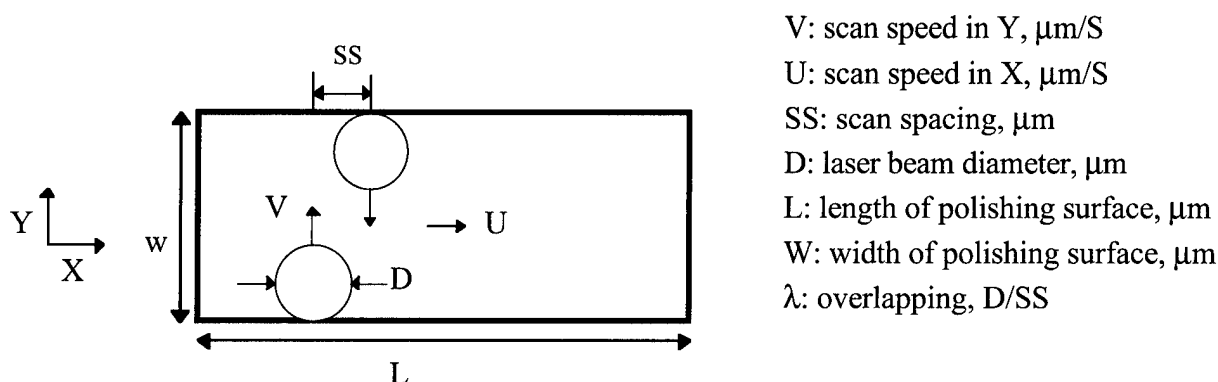 SS
V
U
Y
X
w
D
L
V: scan speed in Y, μm/S
U: scan speed in X, μm/S
SS: scan spacing, μm
D: laser beam diameter, μm
L: length of polishing surface, μm
W: width of polishing surface, μm
λ: overlapping, D/SS